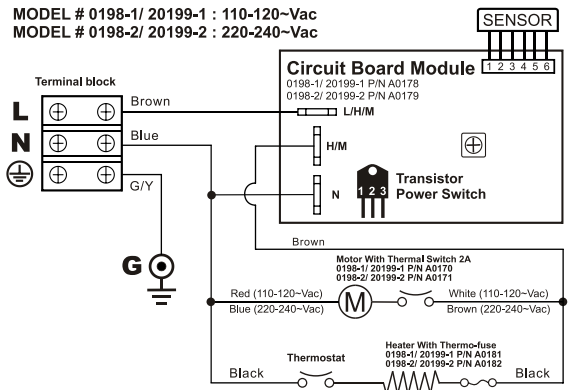 MODEL # 0198-1/ 20199-1 : 110-120~Vac
MODEL # 0198-2/ 20199-2 : 220-240~Vac
SENSOR
1 2 3 4 5 6
Circuit Board Module
0198-1/ 20199-1 P/N A0178
0198-2/ 20199-2 P/N A0179
Terminal block
L
Brown
L/H/M
N
Blue
H/M
G/Y
N
1 2 3
Transistor
Power Switch
G
Brown
Motor With Thermal Switch 2A
0198-1/ 20199-1 P/N A0170
0198-2/ 20199-2 P/N A0171
Red (110-120~Vac)
Blue (220-240~Vac)
M
White (110-120~Vac)
Brown (220-240~Vac)
Heater With Thermo-fuse
0198-1/ 20199-1 P/N A0181
0198-2/ 20199-2 P/N A0182
Thermostat
Black
Black